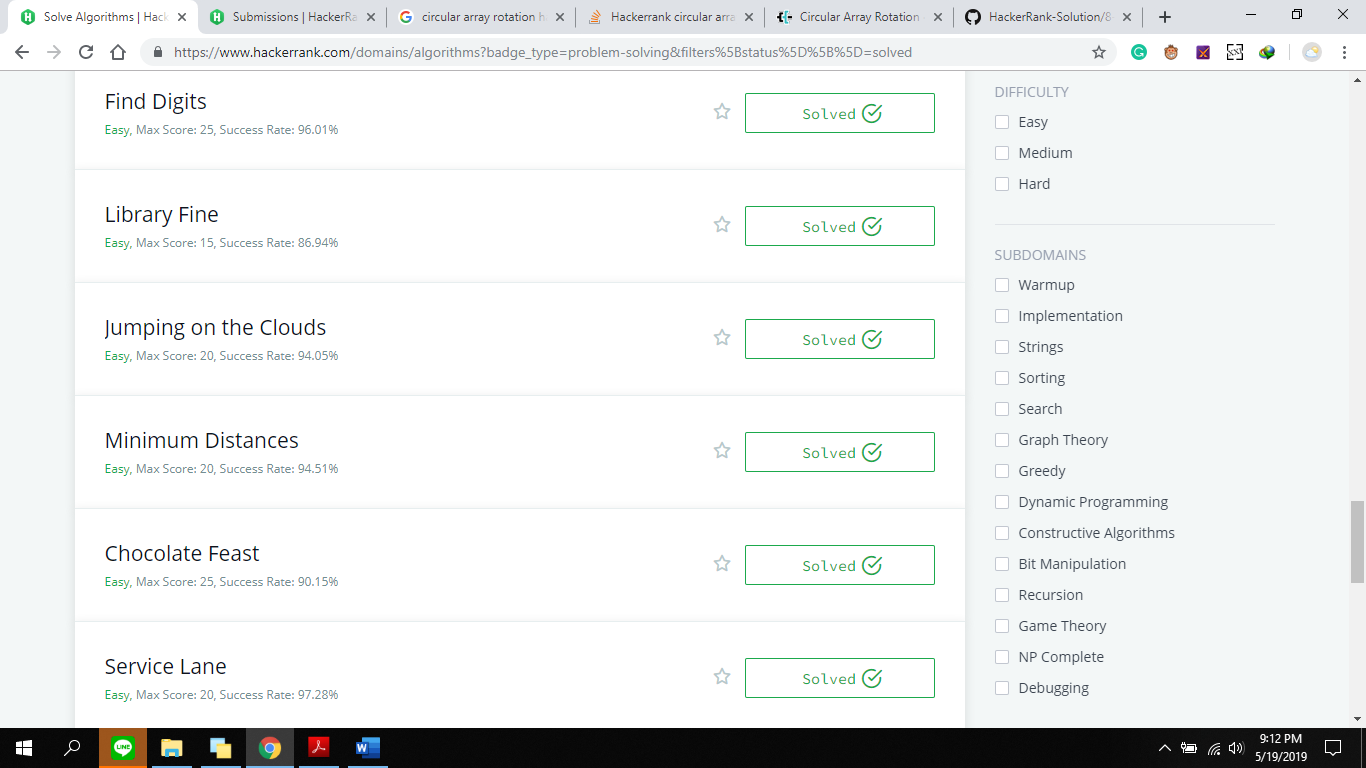 Solve Algorithms | Hack
Submissions | HackerRa
circular array rotation ha
Hackerrank circular arra
Circular Array Rotation
HackerRank-Solution/8
https://www.hackerrank.com/domains/algorithms?badge_type=problem-solving&filters%5Bstatus%5D%5B%5D=solved
Find Digits
Easy, Max Score: 25, Success Rate: 96.01%
Solved
Library Fine
Easy, Max Score: 15, Success Rate: 86.94%
Solved
Jumping on the Clouds
Easy, Max Score: 20, Success Rate: 94.05%
Solved
Minimum Distances
Easy, Max Score: 20, Success Rate: 94.51%
Solved
Chocolate Feast
Easy, Max Score: 25, Success Rate: 90.15%
Solved
Service Lane
Easy, Max Score: 20, Success Rate: 97.28%
Solved
DIFFICULTY
Easy
Medium
Hard
SUBDOMAINS
Warmup
Implementation
Strings
Sorting
Search
Graph Theory
Greedy
Dynamic Programming
Constructive Algorithms
Bit Manipulation
Recursion
Game Theory
NP Complete
Debugging
LINE
9:12 PM
5/19/2019